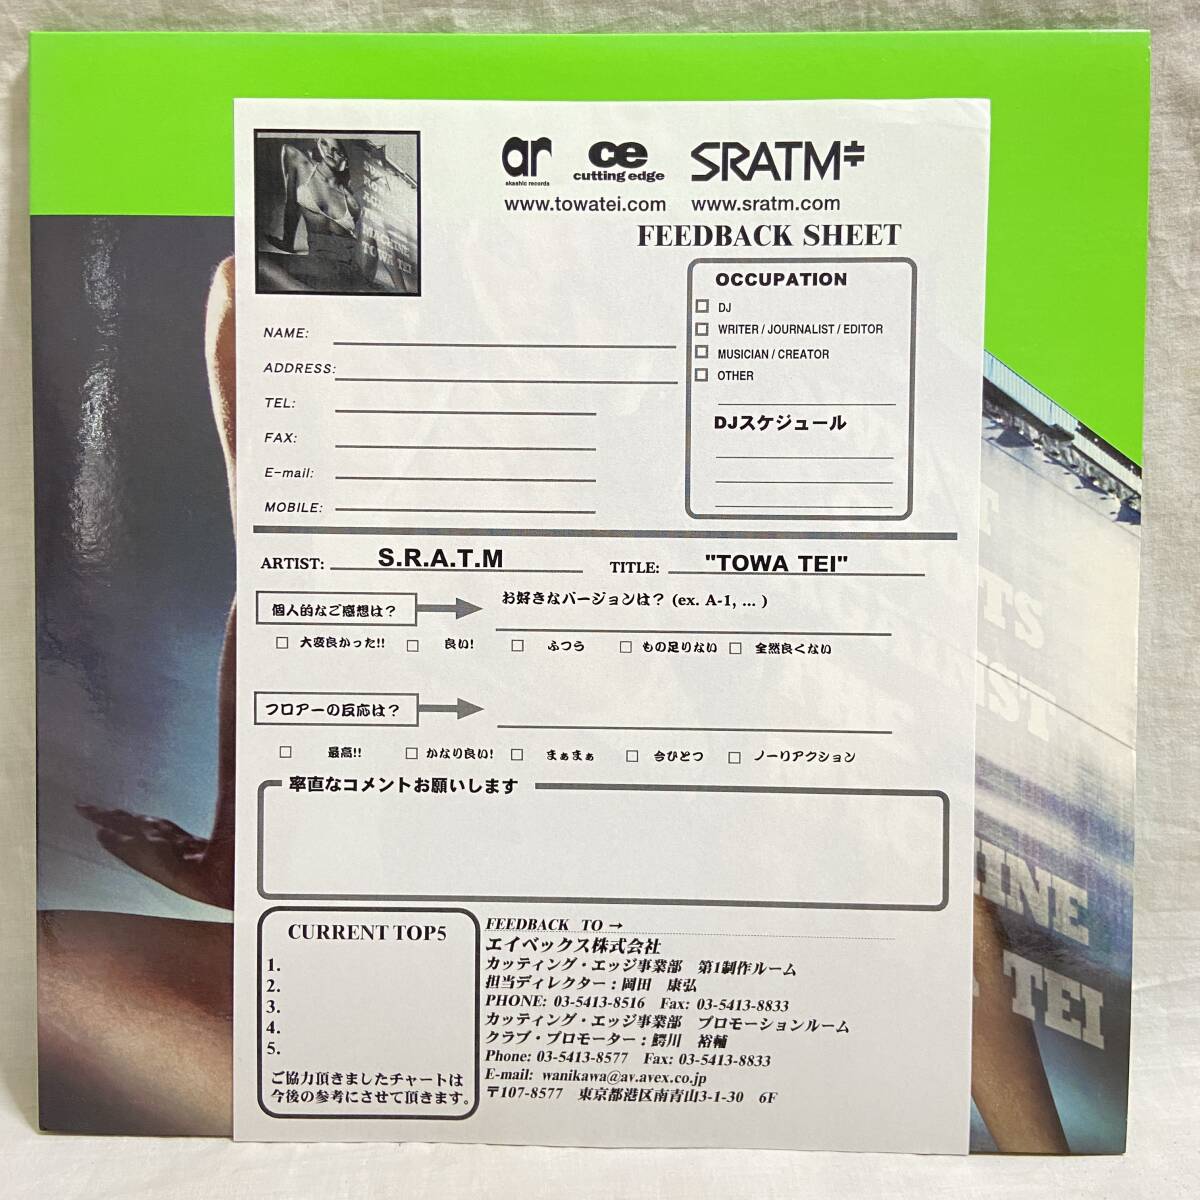 ar
akashic records
ce
cutting edge
SRATM
www.towatei.com
www.sratm.com
FEEDBACK SHEET
MACHINE
TOWA TEI
OCCUPATION
DJ
WRITER / JOURNALIST / EDITOR
MUSICIAN / CREATOR
OTHER
DJスケジュール
NAME:
ADDRESS:
TEL:
FAX:
E-mail:
MOBILE:
ARTIST: S.R.A.T.M
TITLE: "TOWA TEI"
個人的なご感想は?
お好きなバージョンは? (ex. A-1, ... )
□ 大変良かった!! □ 良い! □ ふつう □ もの足りない □ 全然良くない
フロアーの反応は?
□ 最高!! □ かなり良い! □ まぁまぁ □ 今ひとつ □ ノーリアクション
率直なコメントお願いします
CURRENT TOP5
1.
2.
3.
4.
5.
ご協力頂きましたチャートは
今後の参考にさせて頂きます。
FEEDBACK TO →
エイベックス株式会社
カッティング・エッジ事業部 第1制作ルーム
担当ディレクター:岡田 康弘
PHONE: 03-5413-8516 Fax: 03-5413-8833
カッティング・エッジ事業部 プロモーションルーム
クラブ・プロモーター:鰐川 裕輔
Phone: 03-5413-8577 Fax: 03-5413-8833
E-mail: wanikawa@av.avex.co.jp
〒107-8577 東京都港区南青山3-1-30 6F
T
TS
IST
INE
TEI